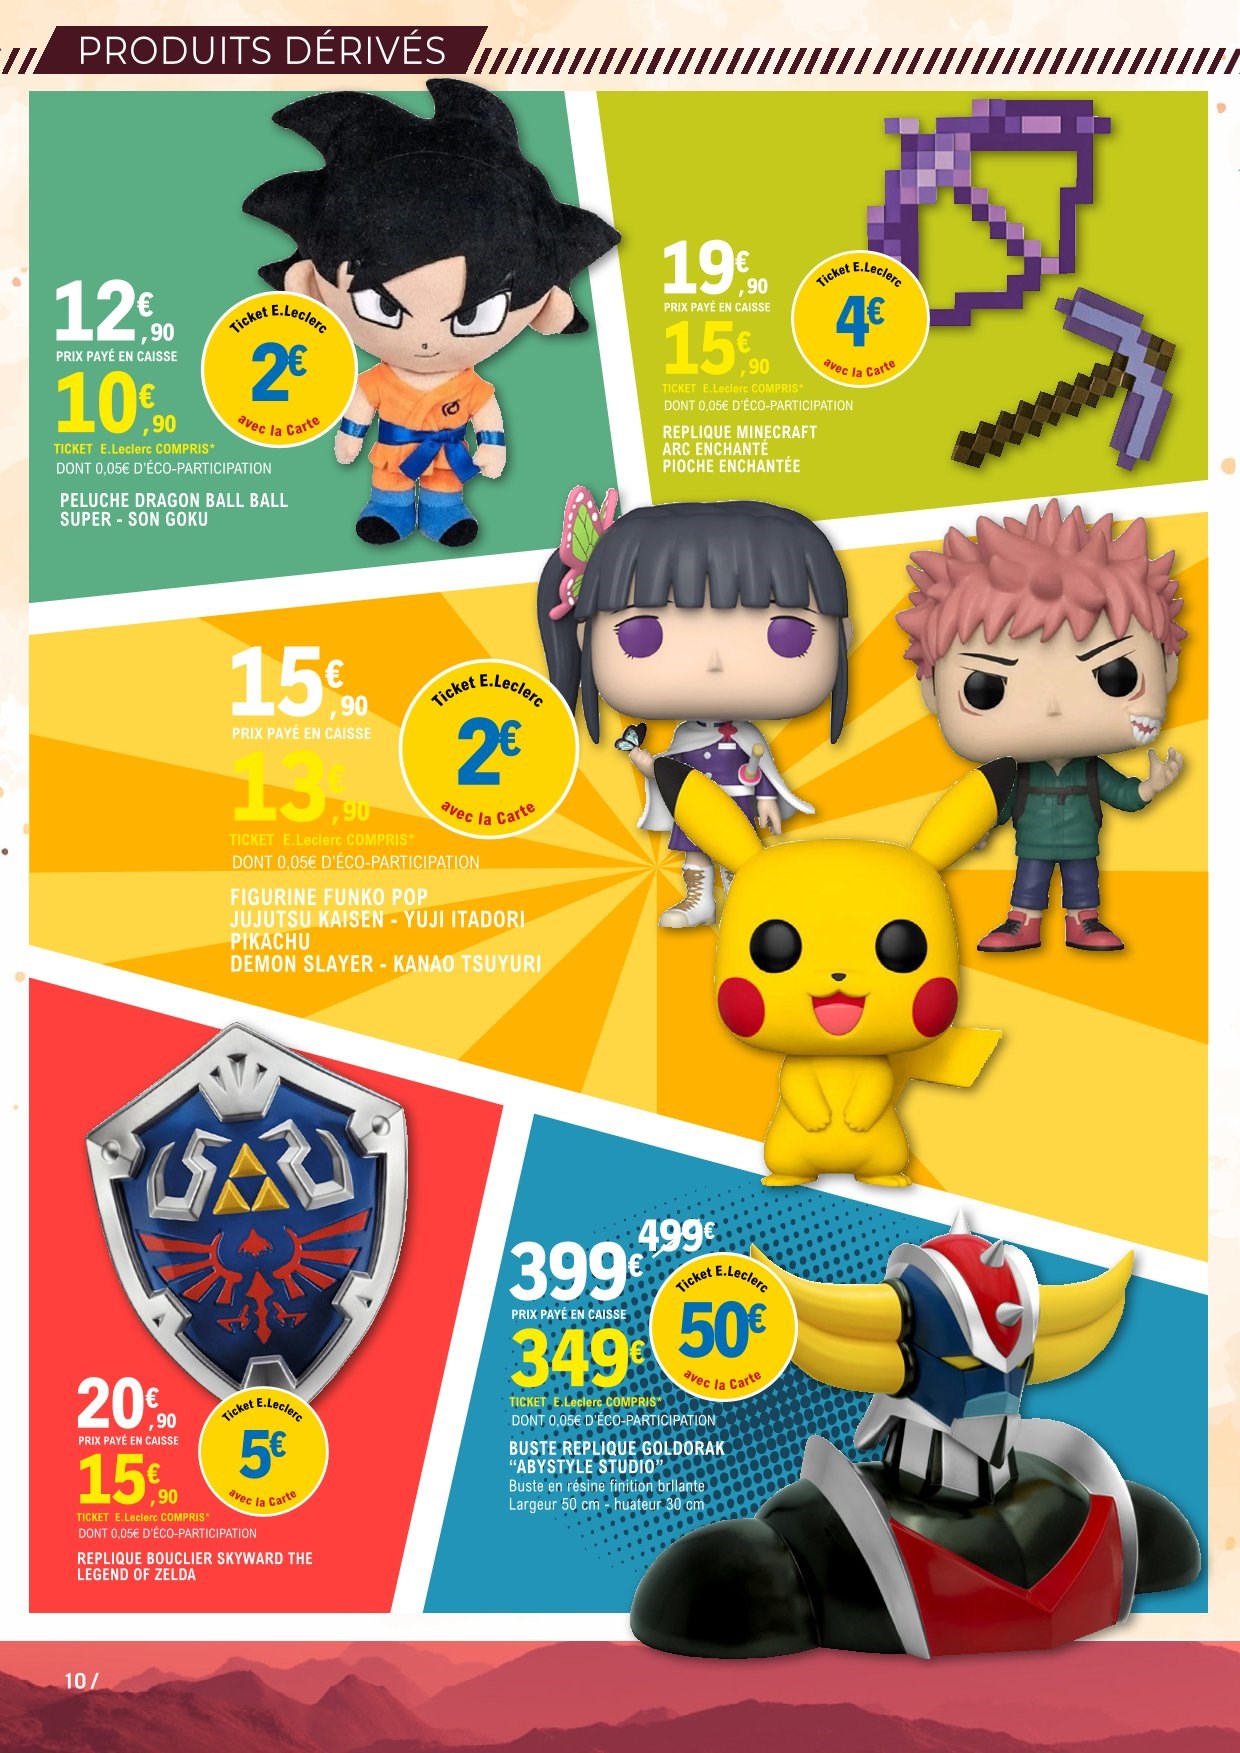 PRODUITS DÉRIVÉS
12€,90
PRIX PAYÉ EN CAISSE
10€,90
TICKET E.Leclerc COMPRIS*
DONT 0,05€ D'ÉCO-PARTICIPATION
Ticket E.Leclerc
2€
avec la Carte
PELUCHE DRAGON BALL BALL
SUPER - SON GOKU
19€,90
PRIX PAYÉ EN CAISSE
15€,90
TICKET E.Leclerc COMPRIS*
DONT 0,05€ D'ÉCO-PARTICIPATION
Ticket E.Leclerc
4€
avec la Carte
REPLIQUE MINECRAFT
ARC ENCHANTÉ
PIOCHE ENCHANTÉE
15€,90
PRIX PAYÉ EN CAISSE
13€,90
TICKET E.Leclerc COMPRIS*
DONT 0,05€ D'ÉCO-PARTICIPATION
Ticket E.Leclerc
2€
avec la Carte
FIGURINE FUNKO POP
JUJUTSU KAISEN - YUJI ITADORI
PIKACHU
DEMON SLAYER - KANAO TSUYURI
20€,90
PRIX PAYÉ EN CAISSE
15€,90
TICKET E.Leclerc COMPRIS*
DONT 0,05€ D'ÉCO-PARTICIPATION
Ticket E.Leclerc
5€
avec la Carte
REPLIQUE BOUCLIER SKYWARD THE
LEGEND OF ZELDA
499€
399€
PRIX PAYÉ EN CAISSE
349€
TICKET E.Leclerc COMPRIS*
DONT 0,05€ D'ÉCO-PARTICIPATION
Ticket E.Leclerc
50€
avec la Carte
BUSTE REPLIQUE GOLDORAK
"ABYSTYLE STUDIO"
Buste en résine finition brllante
Largeur 50 cm - huateur 30 cm
10 /